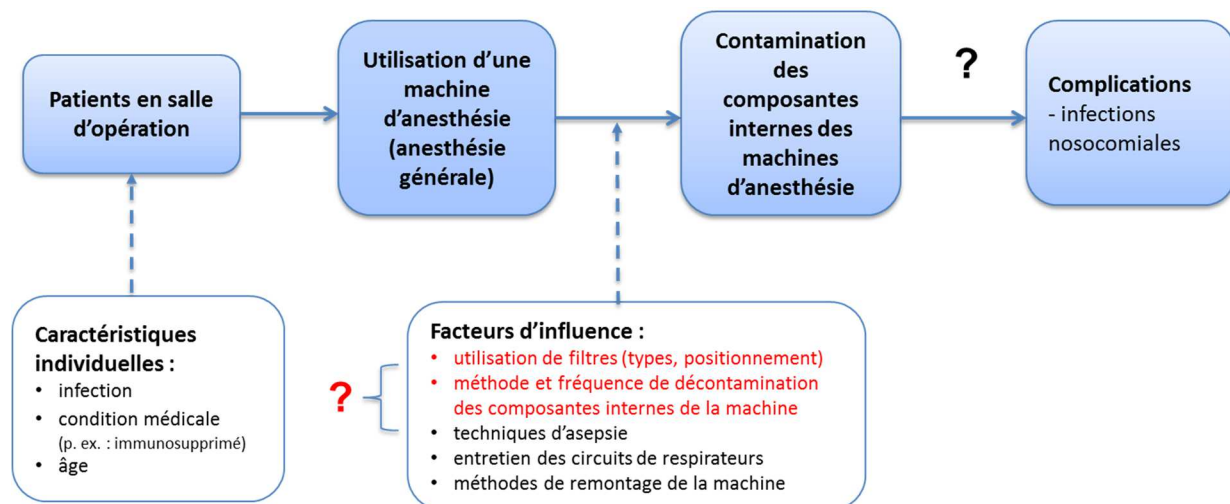 Patients en salle
d’opération
Utilisation d’une
machine
d’anesthésie
(anesthésie
générale)
Contamination
des
composantes
internes des
machines
d’anesthésie
?
Complications
- infections
nosocomiales
Caractéristiques
individuelles :
• infection
• condition médicale
(p. ex. : immunosupprimé)
• âge
?
Facteurs d’influence :
• utilisation de filtres (types, positionnement)
• méthode et fréquence de décontamination
des composantes internes de la machine
• techniques d’asepsie
• entretien des circuits de respirateurs
• méthodes de remontage de la machine